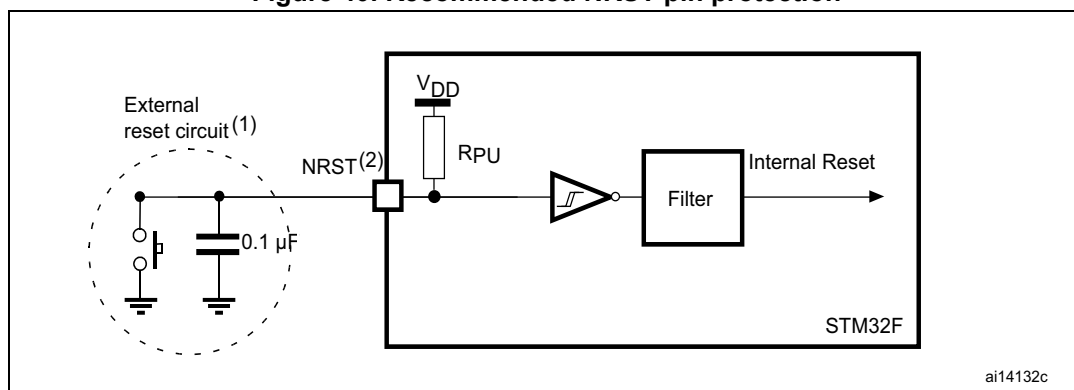 Figure Recommended NRST pin protection
VDD
External
reset circuit(1)
NRST(2)
RPU
Internal Reset
Filter
0.1 µF
STM32F
ai14132c